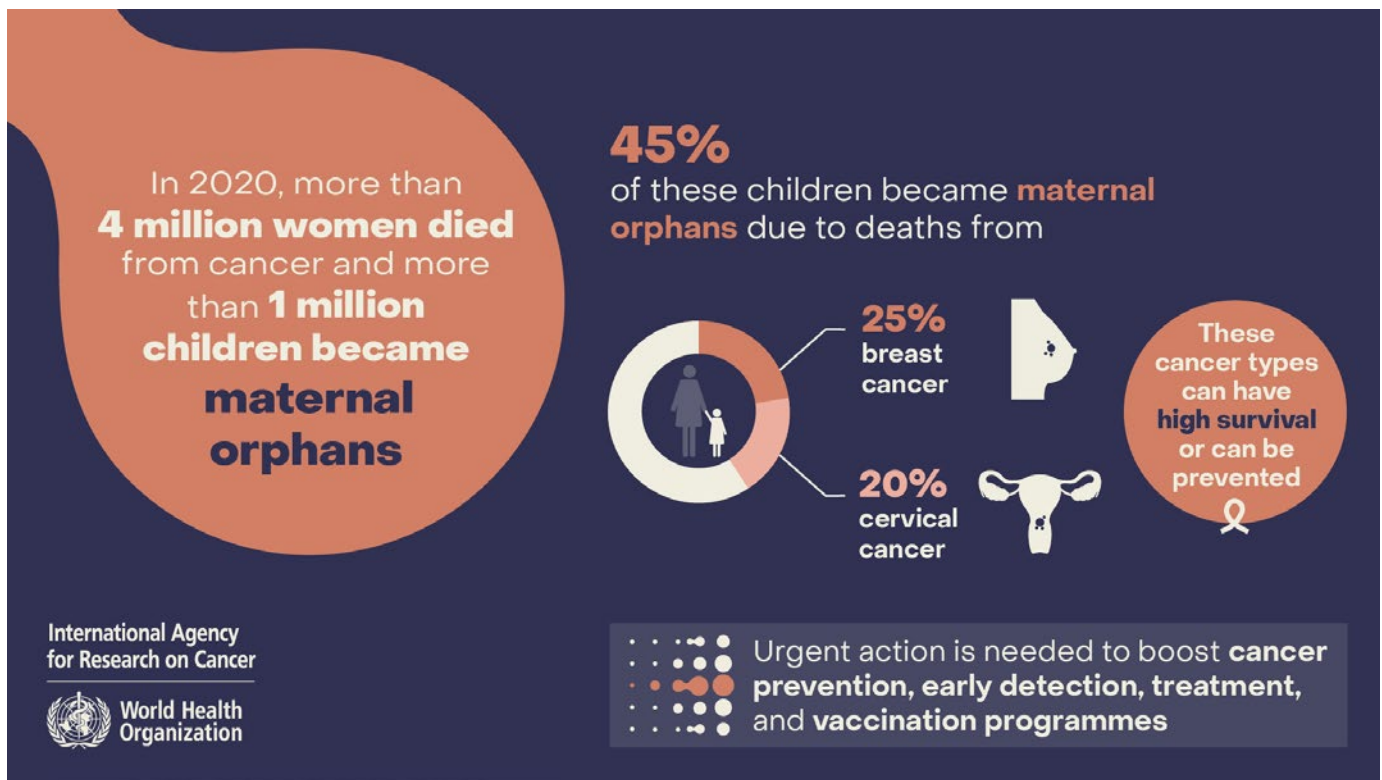 In 2020, more than
4 million women died
from cancer and more
than 1 million
children became
maternal
orphans
45%
of these children became maternal
orphans due to deaths from
25%
breast
cancer
20%
cervical
cancer
These
cancer types
can have
high survival
or can be
prevented
International Agency
for Research on Cancer
World Health
Organization
Urgent action is needed to boost cancer
prevention, early detection, treatment,
and vaccination programmes